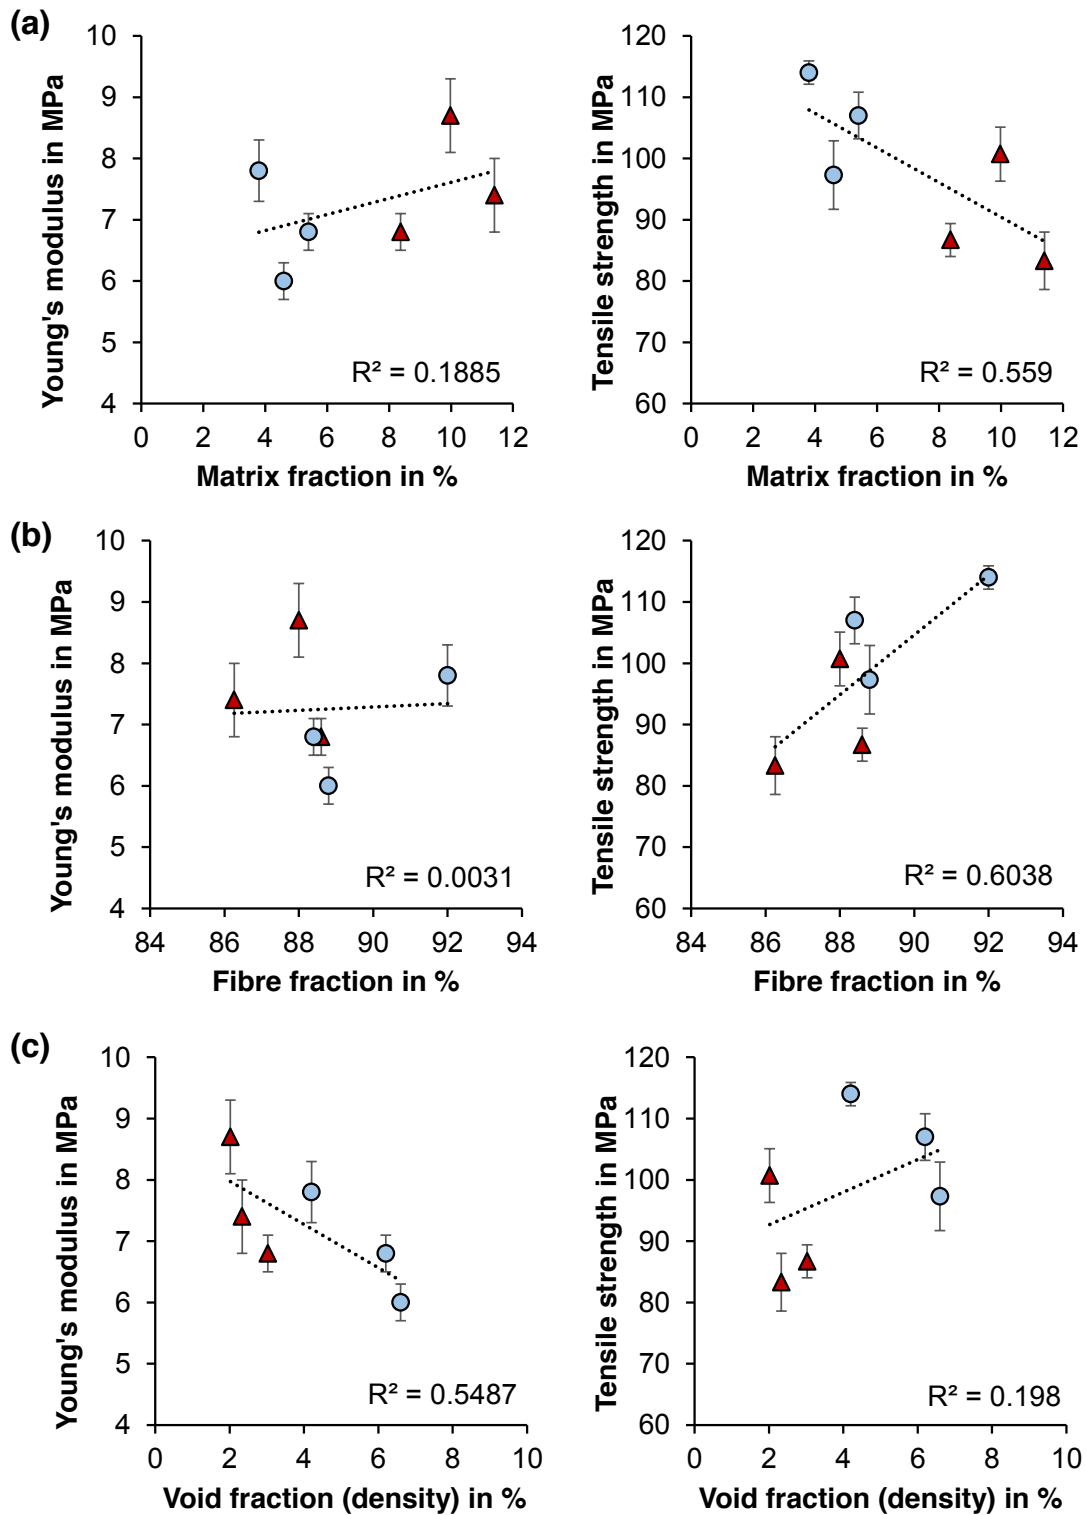 (a)
Young's modulus in MPa
10
9
8
7
6
5
4
R² = 0.1885
0 2 4 6 8 10 12
Matrix fraction in %
Tensile strength in MPa
120
110
100
90
80
70
60
R² = 0.559
0 2 4 6 8 10 12
Matrix fraction in %
(b)
Young's modulus in MPa
10
9
8
7
6
5
4
R² = 0.0031
84 86 88 90 92 94
Fibre fraction in %
Tensile strength in MPa
120
110
100
90
80
70
60
R² = 0.6038
84 86 88 90 92 94
Fibre fraction in %
(c)
Young's modulus in MPa
10
9
8
7
6
5
4
R² = 0.5487
0 2 4 6 8 10
Void fraction (density) in %
Tensile strength in MPa
120
110
100
90
80
70
60
R² = 0.198
0 2 4 6 8 10
Void fraction (density) in %